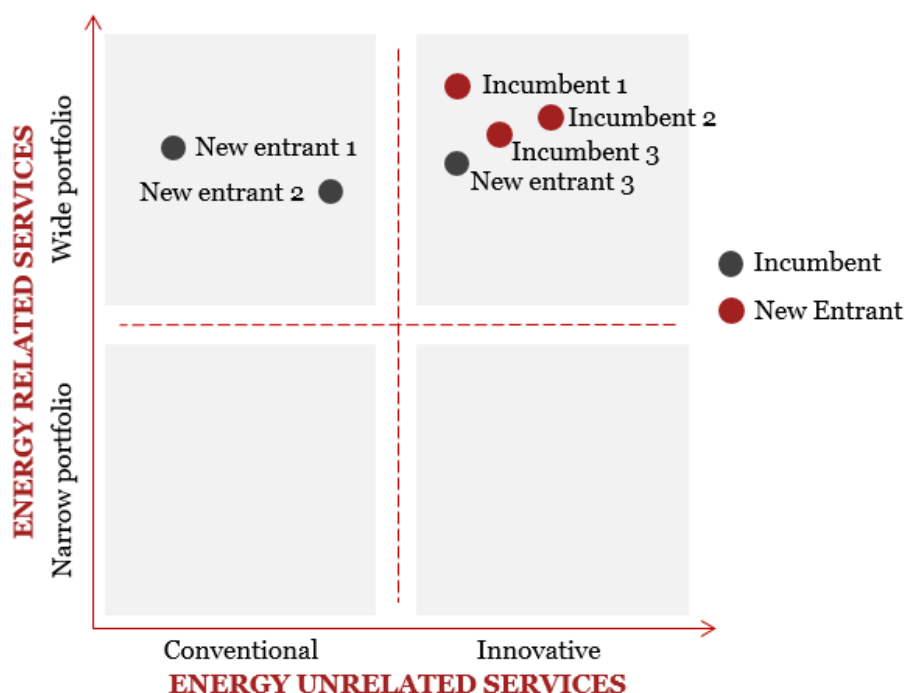 ENERGY RELATED SERVICES
Wide portfolio
Narrow portfolio
Incumbent 1
Incumbent 2
New entrant 1
Incumbent 3
New entrant 2
New entrant 3
Incumbent
New Entrant
Conventional
Innovative
ENERGY UNRELATED SERVICES